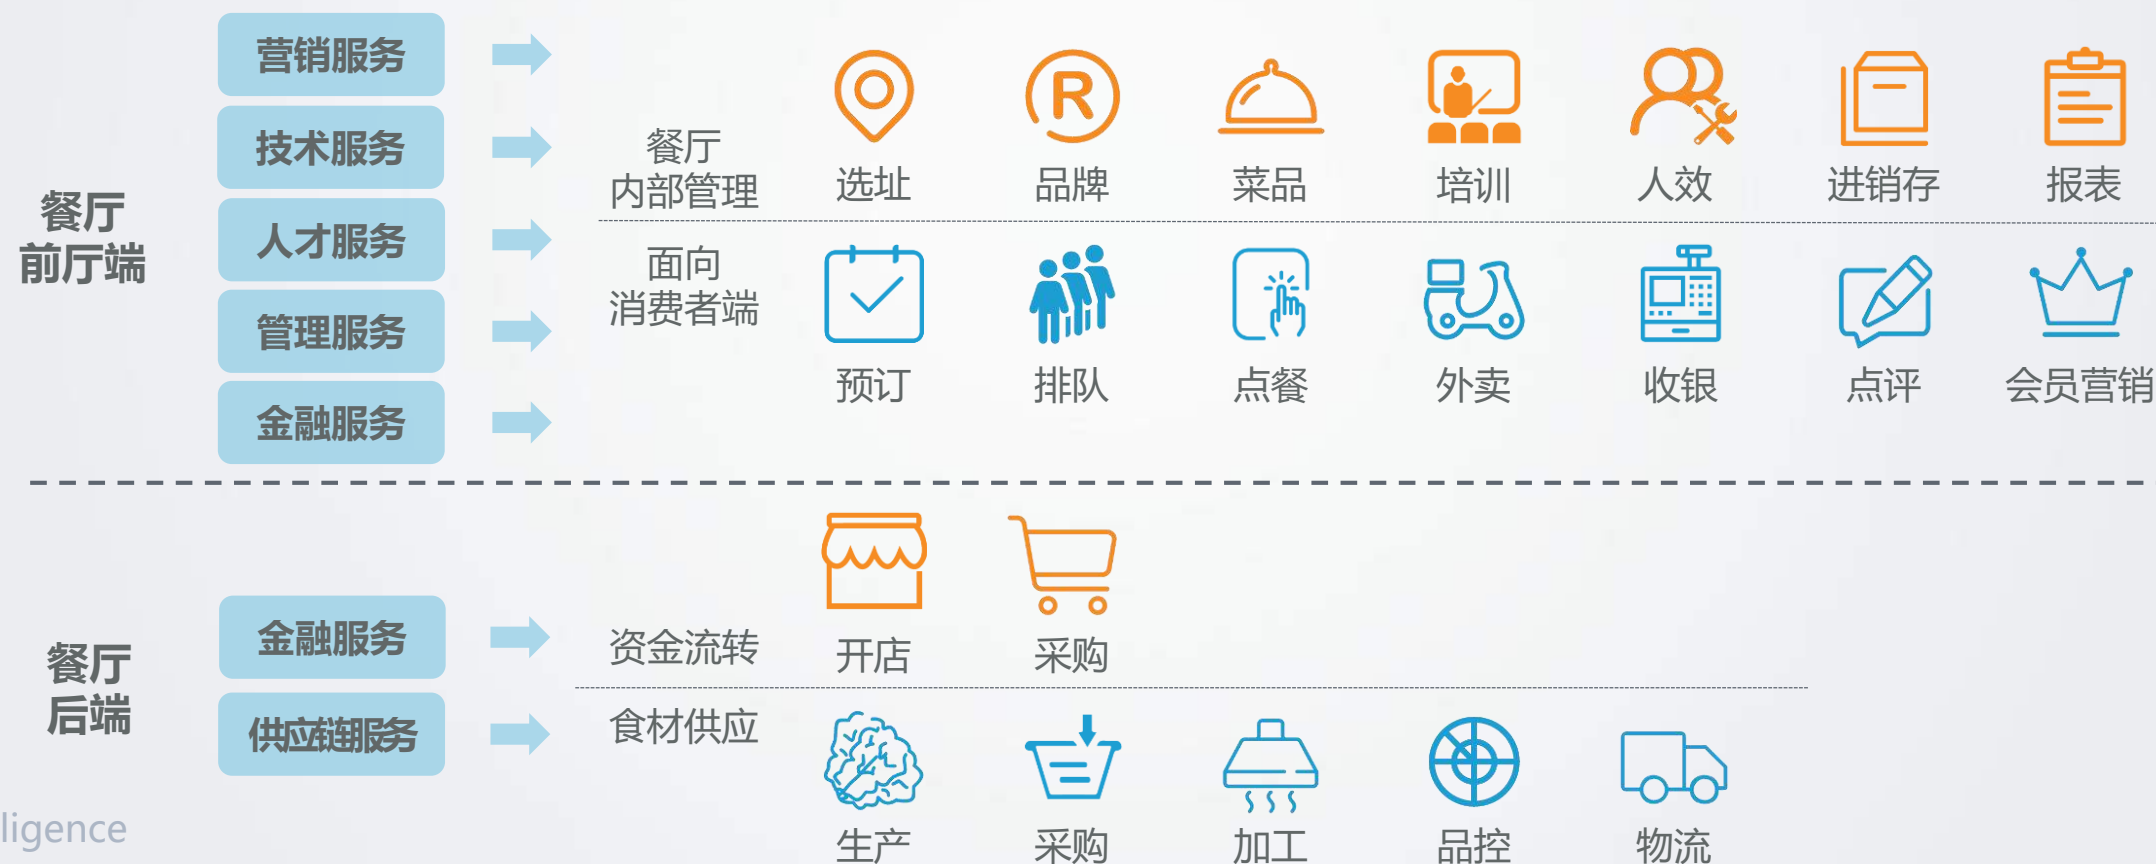 餐厅
前厅端
营销服务
技术服务
人才服务
管理服务
金融服务
餐厅
内部管理
选址
R
品牌
菜品
培训
人效
进销存
报表
面向
消费者端
预订
排队
点餐
外卖
收银
点评
会员营销
餐厅
后端
金融服务
供应链服务
资金流转
开店
采购
食材供应
生产
采购
加工
品控
物流
ligence